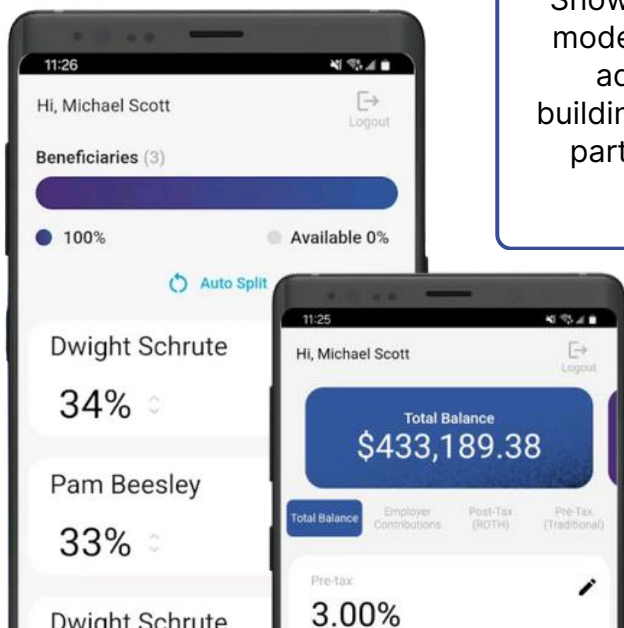 Show
mode
ac
buildin
part
11:26
Hi, Michael Scott
Logout
Beneficiaries (3)
100%
Available 0%
Auto Split
Dwight Schrute
34%
Pam Beesley
33%
Dwight Schrute
11:25
Hi, Michael Scott
Logout
Total Balance
$433,189.38
Total Balance
Employer
Contributions
Post-Tax
(ROTH)
Pre-Tax
(Traditional)
Pre-tax
3.00%